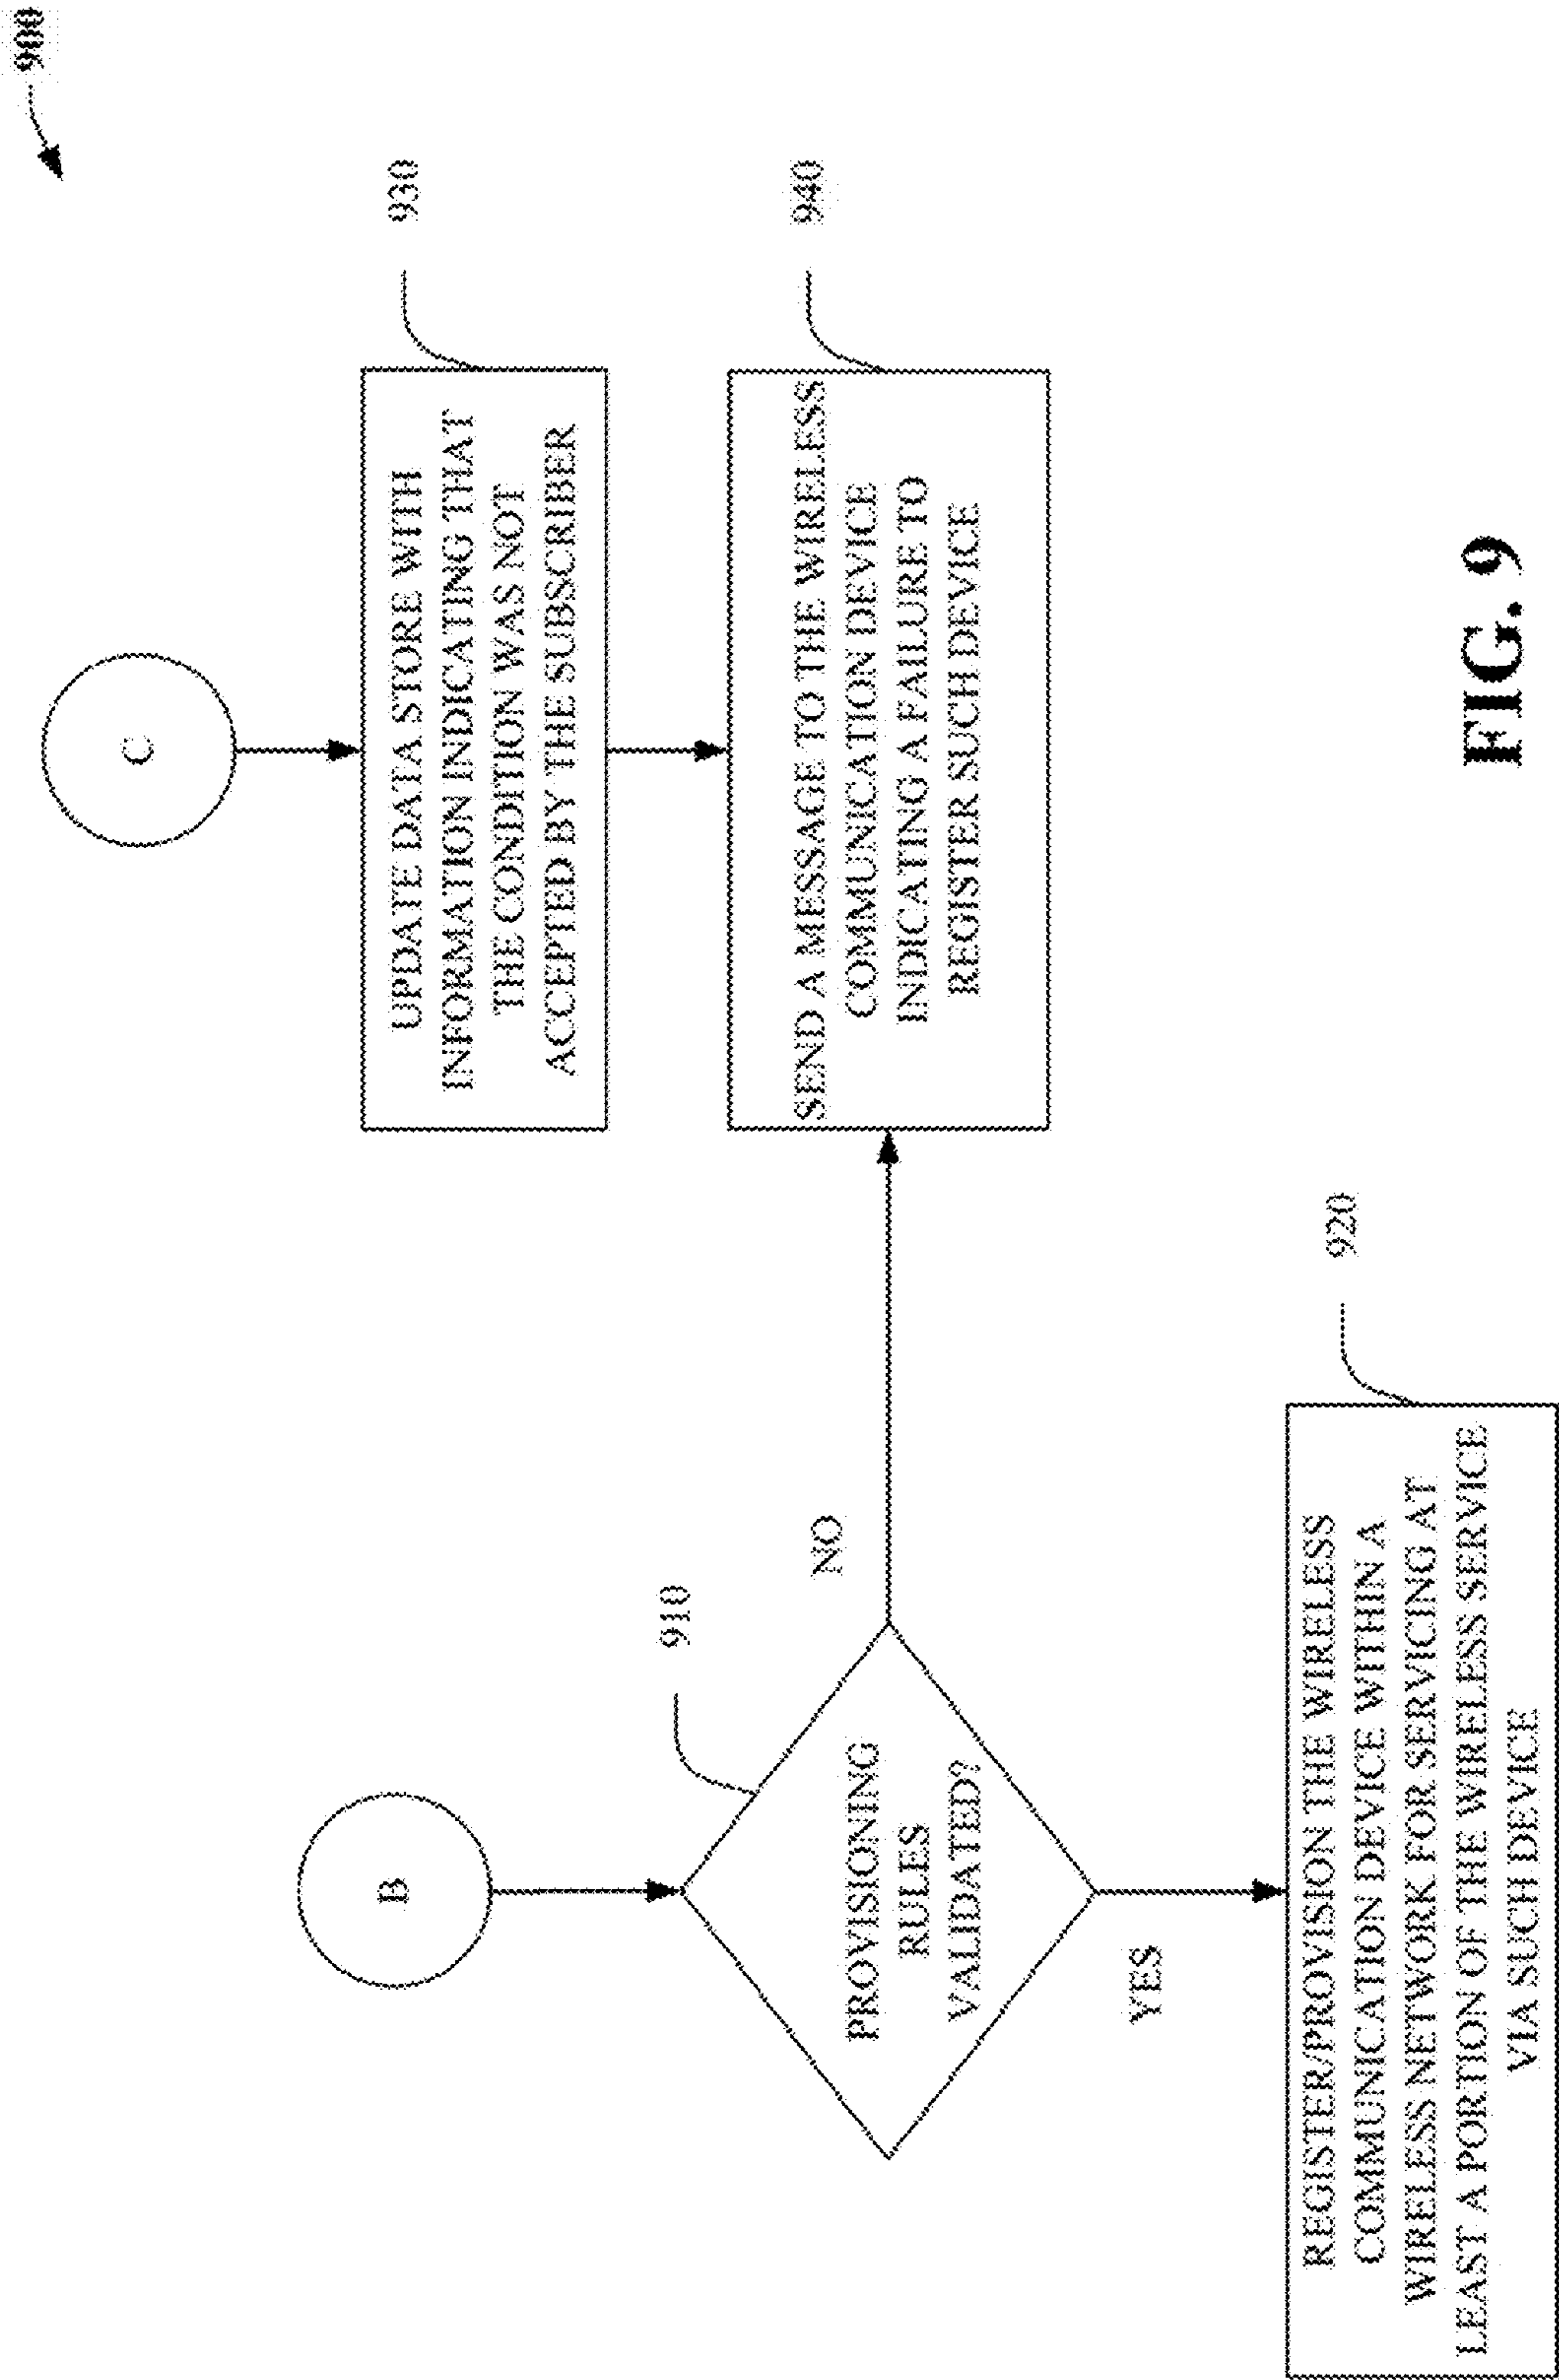 900
C
UPDATE DATA STORE WITH
INFORMATION INDICATING THAT
THE CONDITION WAS NOT
ACCEPTED BY THE SUBSCRIBER
930
B
910
PROVISIONING
RULES
VALIDATED?
NO
YES
SEND A MESSAGE TO THE WIRELESS
COMMUNICATION DEVICE
INDICATING A FAILURE TO
REGISTER SUCH DEVICE
940
REGISTER/PROVISION THE WIRELESS
COMMUNICATION DEVICE WITHIN A
WIRELESS NETWORK FOR SERVICING AT
LEAST A PORTION OF THE WIRELESS SERVICE
VIA SUCH DEVICE
920
FIG. 9